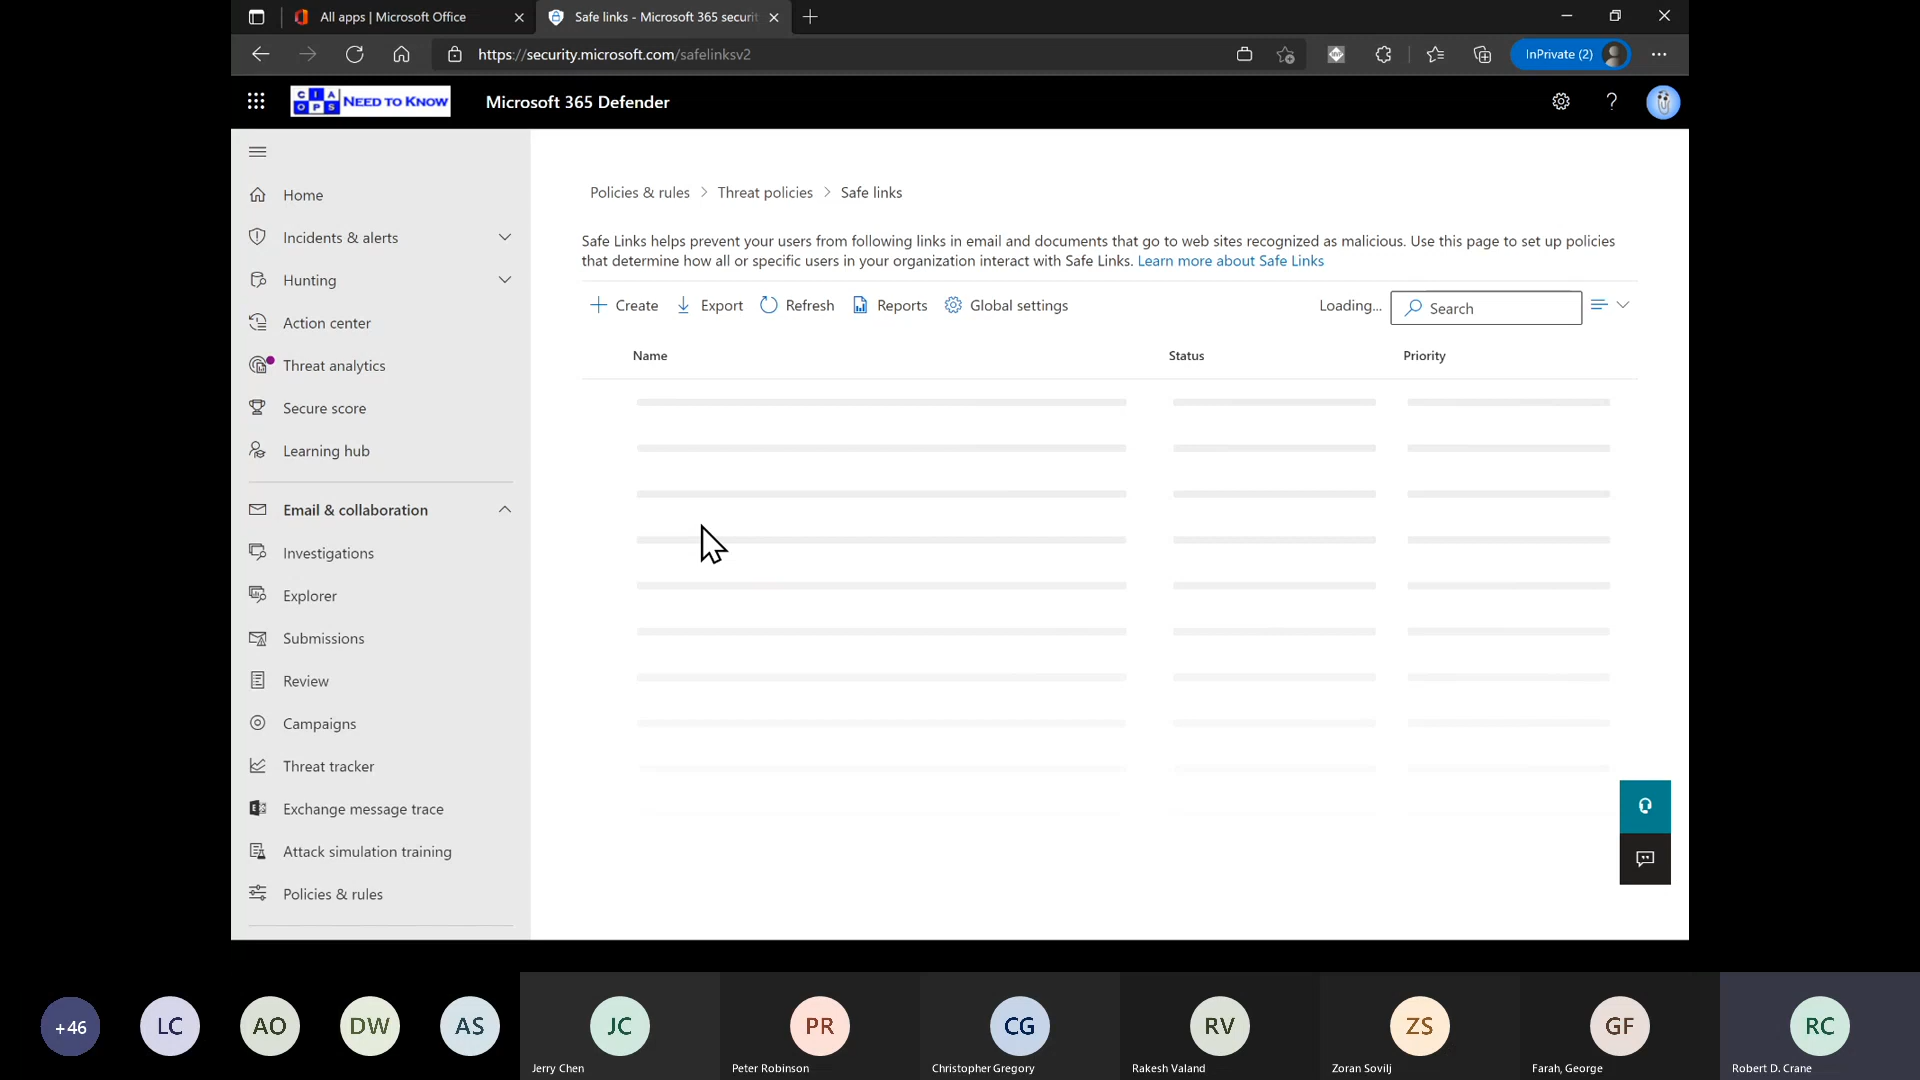 All apps | Microsoft Office
Safe links - Microsoft 365 securit
https://security.microsoft.com/safelinksv2
InPrivate (2)
CIA OPS NEED TO KNOW
Microsoft 365 Defender
Home
Incidents & alerts
Hunting
Action center
Threat analytics
Secure score
Learning hub
Email & collaboration
Investigations
Explorer
Submissions
Review
Campaigns
Threat tracker
Exchange message trace
Attack simulation training
Policies & rules
Policies & rules > Threat policies > Safe links
Safe Links helps prevent your users from following links in email and documents that go to web sites recognized as malicious. Use this page to set up policies
that determine how all or specific users in your organization interact with Safe Links. Learn more about Safe Links
Create Export Refresh Reports Global settings Loading... Search
Name Status Priority
+46 LC AO DW AS JC PR CG RV ZS GF RC
Jerry Chen Peter Robinson Christopher Gregory Rakesh Valand Zoran Sovilj Farah, George Robert D. Crane